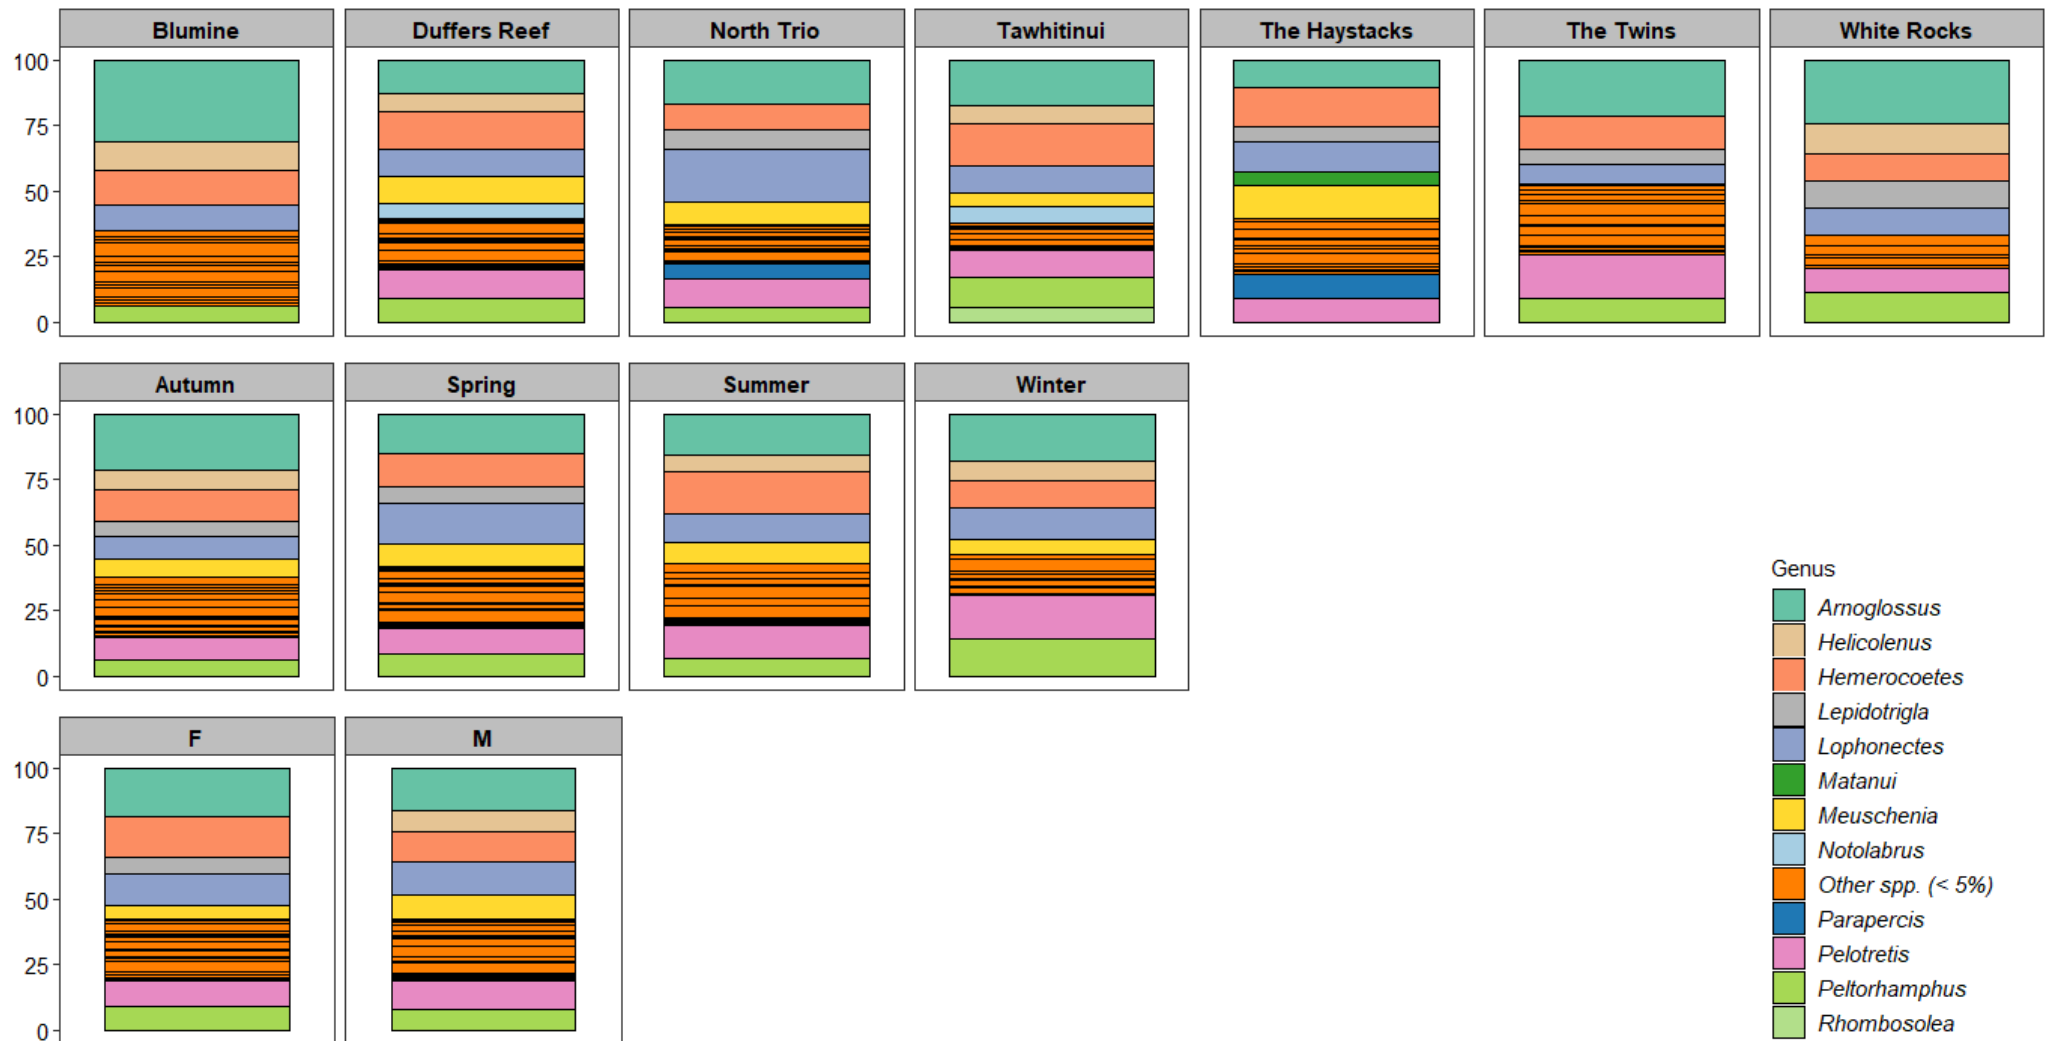 Blumine Duffers Reef North Trio Tawhitinui The Haystacks The Twins White Rocks
100
75
50
25
0
Autumn Spring Summer Winter
100
75
50
25
0
F M
100
75
50
25
0
Genus
Arnoglossus
Helicolenus
Hemerocoetes
Lepidotrigla
Lophonectes
Matanui
Meuschenia
Notolabrus
Other spp. (< 5%)
Parapercis
Pelotretis
Peltorhamphus
Rhombosolea